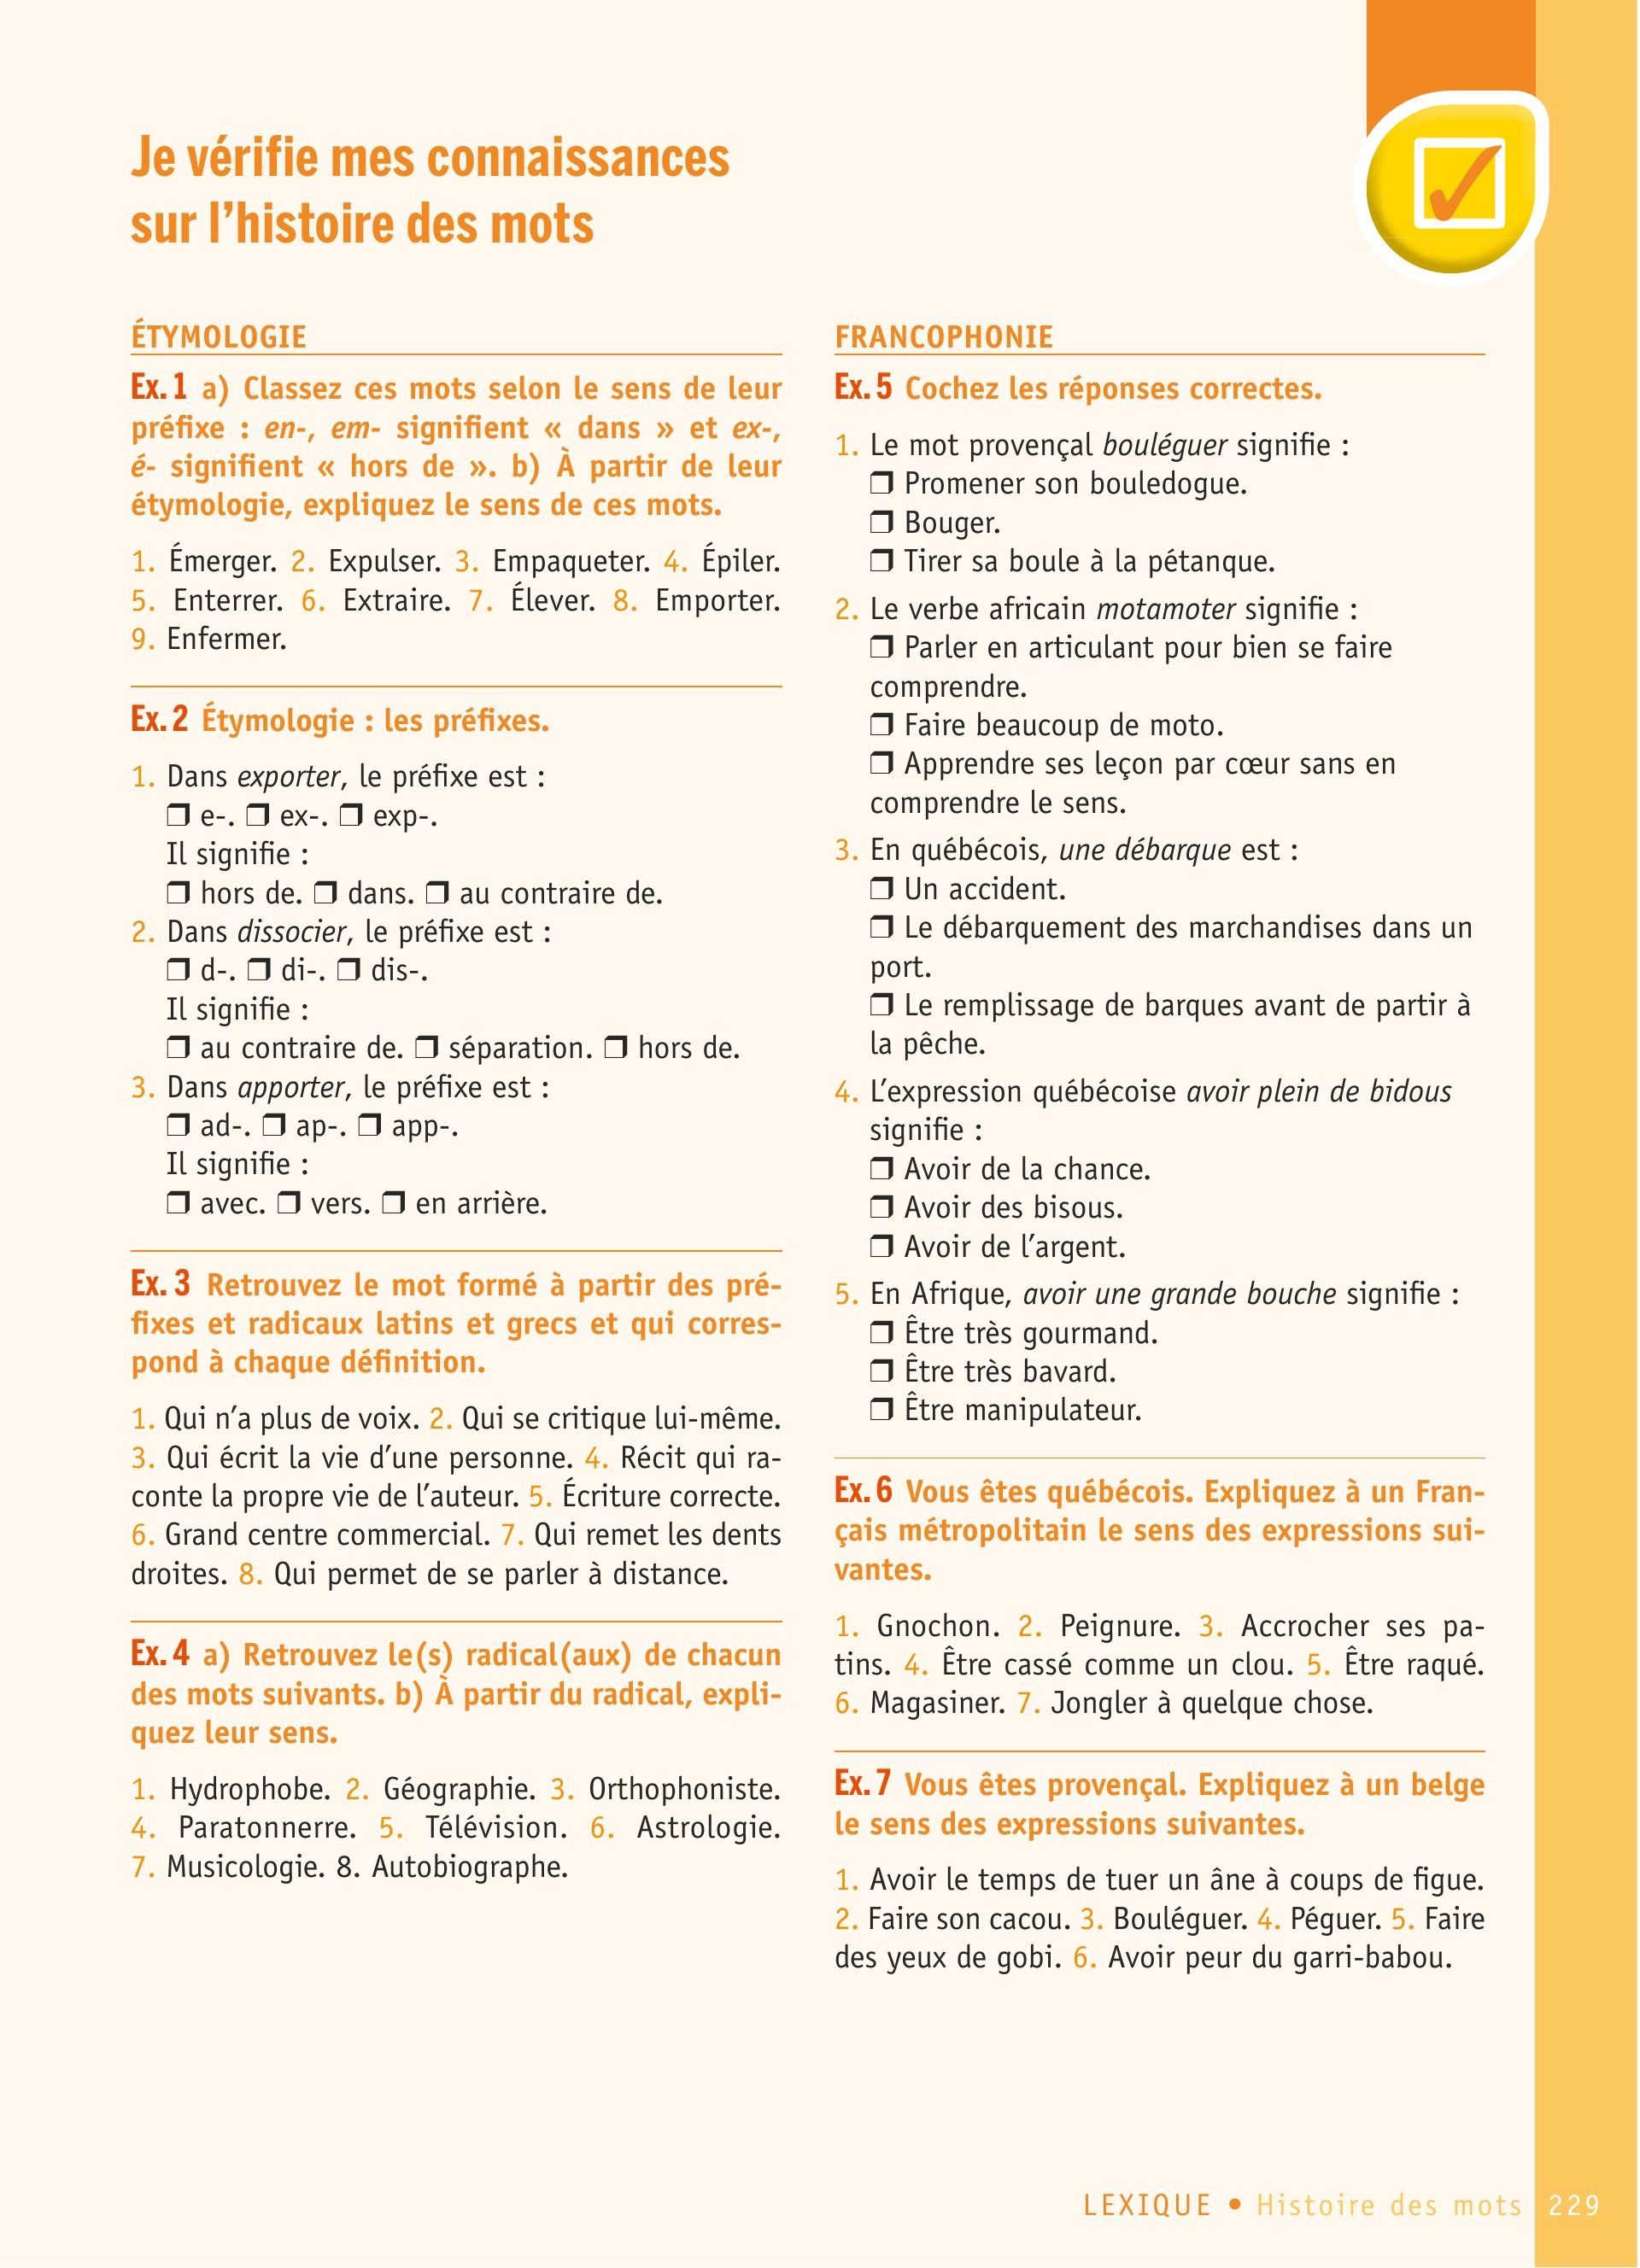 Je vérifie mes connaissances
sur l'histoire des mots
ÉTYMOLOGIE
Ex. 1 a) Classez ces mots selon le sens de leur
préfixe : en-, em- signifient « dans » et ex-,
é- signifient « hors de ». b) À partir de leur
étymologie, expliquez le sens de ces mots.
1. Émerger. 2. Expulser. 3. Empaqueter. 4. Épiler.
5. Enterrer. 6. Extraire. 7. Élever. 8. Emporter.
9. Enfermer.
Ex. 2 Étymologie : les préfixes.
1. Dans exporter, le préfixe est :
❒ e-. ❒ ex-. ❒ exp-.
Il signifie :
❒ hors de. ❒ dans. ❒ au contraire de.
2. Dans dissocier, le préfixe est :
❒ d-. ❒ di-. ❒ dis-.
Il signifie :
❒ au contraire de. ❒ séparation. ❒ hors de.
3. Dans apporter, le préfixe est :
❒ ad-. ❒ ap-. ❒ app-.
Il signifie :
❒ avec. ❒ vers. ❒ en arrière.
Ex. 3 Retrouvez le mot formé à partir des pré-
fixes et radicaux latins et grecs et qui corres-
pond à chaque définition.
1. Qui n'a plus de voix. 2. Qui se critique lui-même.
3. Qui écrit la vie d'une personne. 4. Récit qui ra-
conte la propre vie de l'auteur. 5. Écriture correcte.
6. Grand centre commercial. 7. Qui remet les dents
droites. 8. Qui permet de se parler à distance.
Ex. 4 a) Retrouvez le(s) radical(aux) de chacun
des mots suivants. b) À partir du radical, expli-
quez leur sens.
1. Hydrophobe. 2. Géographie. 3. Orthophoniste.
4. Paratonnerre. 5. Télévision. 6. Astrologie.
7. Musicologie. 8. Autobiographe.
FRANCOPHONIE
Ex. 5 Cochez les réponses correctes.
1. Le mot provençal bouléguer signifie :
❒ Promener son bouledogue.
❒ Bouger.
❒ Tirer sa boule à la pétanque.
2. Le verbe africain motamoter signifie :
❒ Parler en articulant pour bien se faire
comprendre.
❒ Faire beaucoup de moto.
❒ Apprendre ses leçon par cœur sans en
comprendre le sens.
3. En québécois, une débarque est :
❒ Un accident.
❒ Le débarquement des marchandises dans un
port.
❒ Le remplissage de barques avant de partir à
la pêche.
4. L'expression québécoise avoir plein de bidous
signifie :
❒ Avoir de la chance.
❒ Avoir des bisous.
❒ Avoir de l'argent.
5. En Afrique, avoir une grande bouche signifie :
❒ Être très gourmand.
❒ Être très bavard.
❒ Être manipulateur.
Ex. 6 Vous êtes québécois. Expliquez à un Fran-
çais métropolitain le sens des expressions sui-
vantes.
1. Gnochon. 2. Peignure. 3. Accrocher ses pa-
tins. 4. Être cassé comme un clou. 5. Être raqué.
6. Magasiner. 7. Jongler à quelque chose.
Ex. 7 Vous êtes provençal. Expliquez à un belge
le sens des expressions suivantes.
1. Avoir le temps de tuer un âne à coups de figue.
2. Faire son cacou. 3. Bouléguer. 4. Péguer. 5. Faire
des yeux de gobi. 6. Avoir peur du garri-babou.
LEXIQUE • Histoire des mots 229